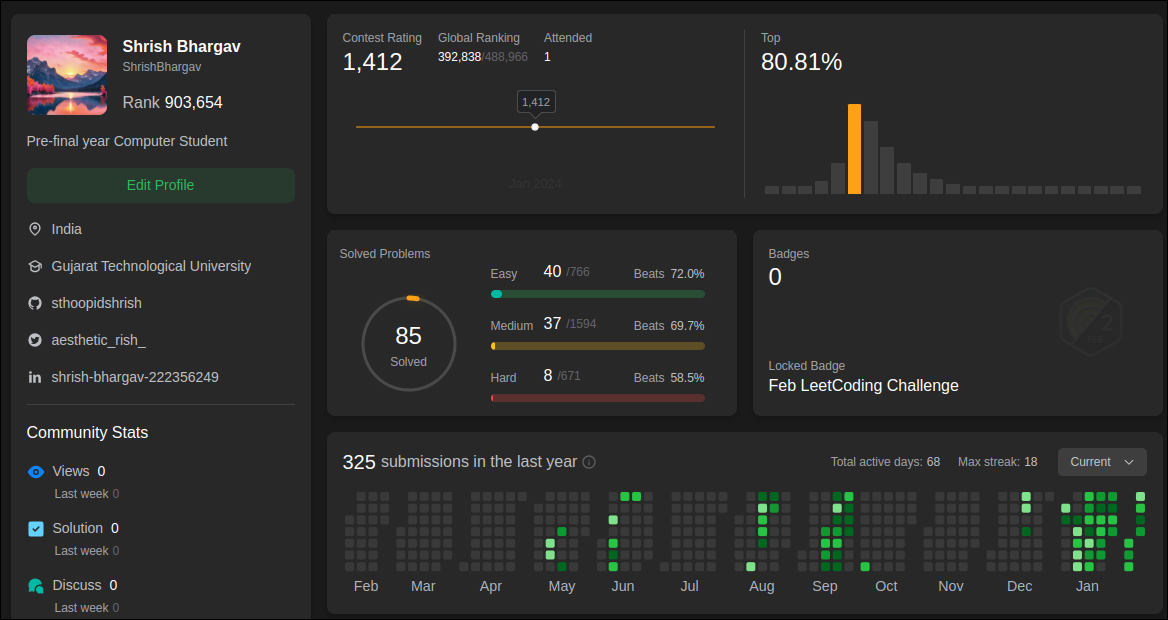 Shrish Bhargav
ShrishBhargav
Rank 903,654
Pre-final year Computer Student
Edit Profile
India
Gujarat Technological University
sthoopidshrish
aesthetic_rish_
shrish-bhargav-222356249
Community Stats
Views 0
Last week 0
Solution 0
Last week 0
Discuss 0
Last week 0
Contest Rating Global Ranking Attended
1,412 392,838/488,966 1
1,412
Jan 2024
Top
80.81%
Solved Problems
85
Solved
Easy 40 /766 Beats 72.0%
Medium 37 /1594 Beats 69.7%
Hard 8 /671 Beats 58.5%
Badges
0
2
FEB
Locked Badge
Feb LeetCoding Challenge
325 submissions in the last year Total active days: 68 Max streak: 18 Current
Feb Mar Apr May Jun Jul Aug Sep Oct Nov Dec Jan